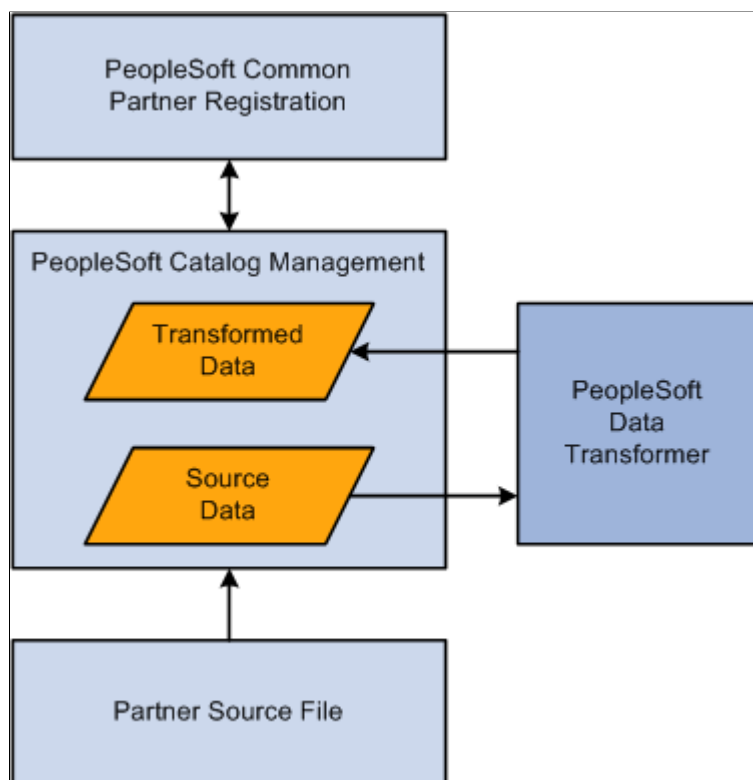 PeopleSoft Common
Partner Registration
PeopleSoft Catalog Management
Transformed
Data
PeopleSoft
Data
Transformer
Source
Data
Partner Source File